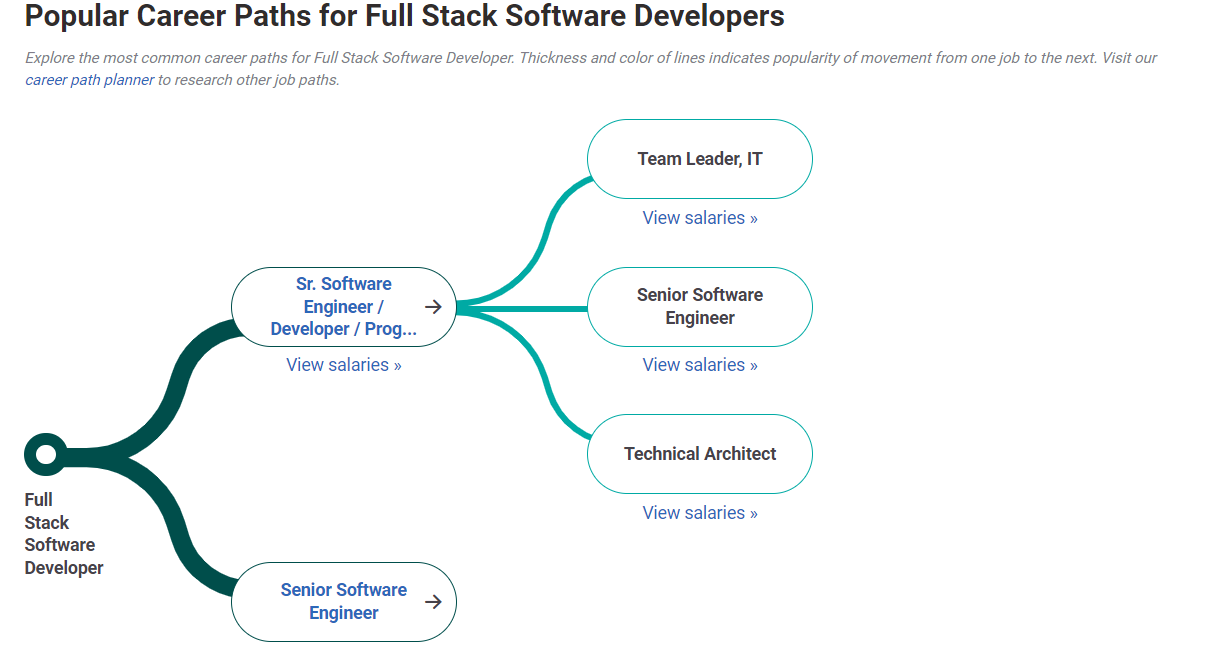 Popular Career Paths for Full Stack Software Developers
Explore the most common career paths for Full Stack Software Developer. Thickness and color of lines indicates popularity of movement from one job to the next. Visit our
career path planner to research other job paths.
Team Leader, IT
View salaries »
Sr. Software
Engineer /
Developer / Prog...
View salaries »
Senior Software
Engineer
View salaries »
Technical Architect
View salaries »
Full
Stack
Software
Developer
Senior Software
Engineer